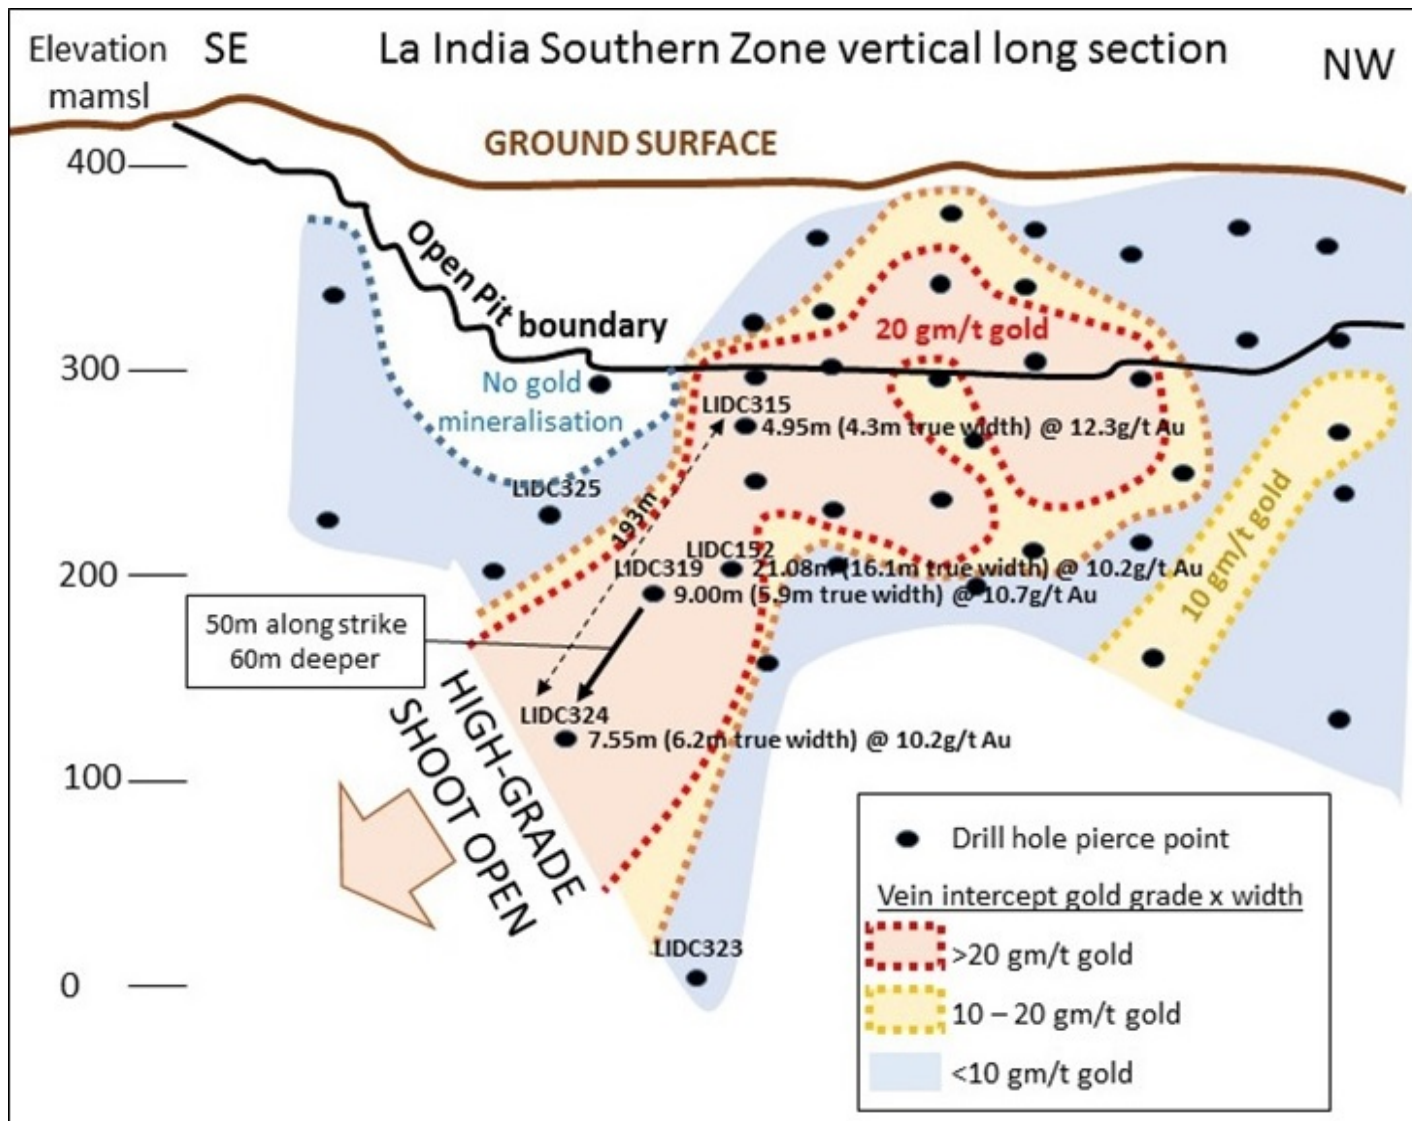 Elevation
mamsl
SE
La India Southern Zone vertical long section
NW
GROUND SURFACE
400
Open Pit boundary
20 gm/t gold
300
No gold
mineralisation
LIDC315
4.95m (4.3m true width) @ 12.3g/t Au
LIDC325
193m
10 gm/t gold
LIDC152
200
LIDC319
21.08m (16.1m true width) @ 10.2g/t Au
9.00m (5.9m true width) @ 10.7g/t Au
50m along strike
60m deeper
HIGH-GRADE
SHOOT OPEN
LIDC324
7.55m (6.2m true width) @ 10.2g/t Au
100
Drill hole pierce point
Vein intercept gold grade x width
LIDC323
>20 gm/t gold
0
10 – 20 gm/t gold
<10 gm/t gold